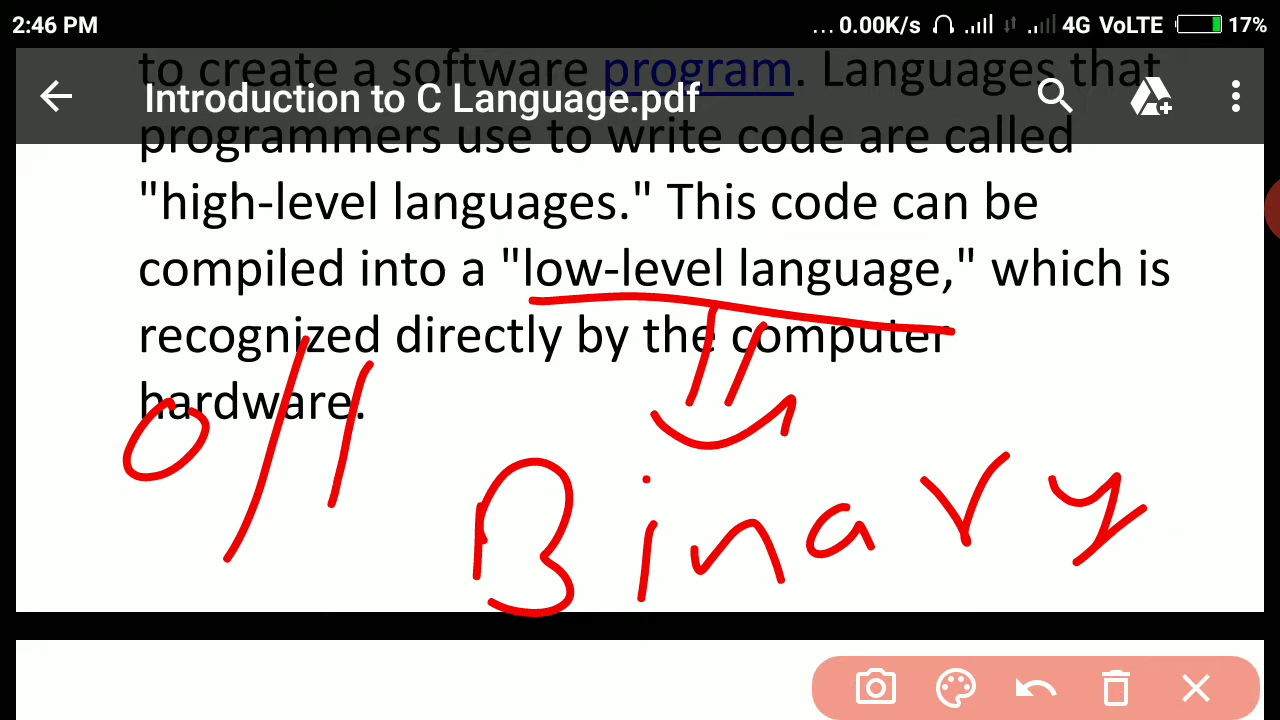 2:46 PM ... 0.00K/s 4G VoLTE 17%
to create a software program. Languages that
Introduction to C Language.pdf
programmers use to write code are called
"high-level languages." This code can be
compiled into a "low-level language," which is
recognized directly by the computer
hardware.
0/1
Binary